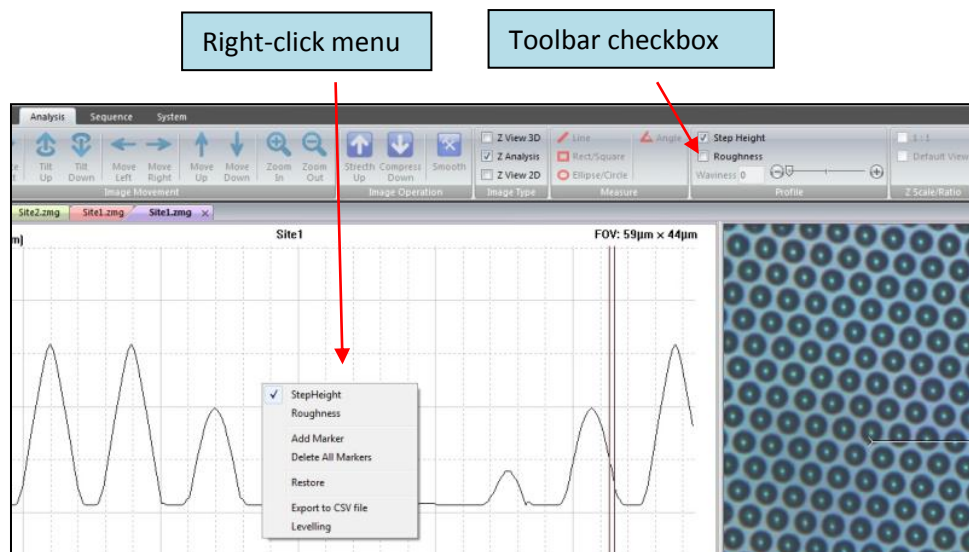 Right-click menu
Toolbar checkbox
Analysis Sequence System
Tilt Up
Tilt Down
Move Left
Move Right
Move Up
Move Down
Zoom In
Zoom Out
Image Movement
Strecth Up
Compress Down
Smooth
Image Operation
Z View 3D
Z Analysis
Z View 2D
Image Type
Line
Rect/Square
Ellipse/Circle
Angle
Measure
Step Height
Roughness
Waviness 0
Profile
1 : 1
Default View
Z Scale/Ratio
Site2.zmg Site1.zmg Site1.zmg ×
m]
Site1
FOV: 59µm × 44µm
StepHeight
Roughness
Add Marker
Delete All Markers
Restore
Export to CSV file
Levelling